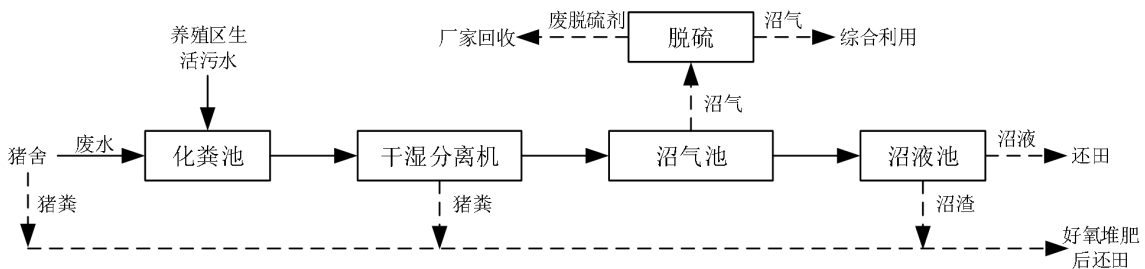 废脱硫剂
沼气
厂家回收
脱硫
综合利用
养殖区生
活污水
沼气
猪舍
废水
化粪池
干湿分离机
沼气池
沼液池
沼液
还田
猪粪
猪粪
沼渣
好氧堆肥
后还田